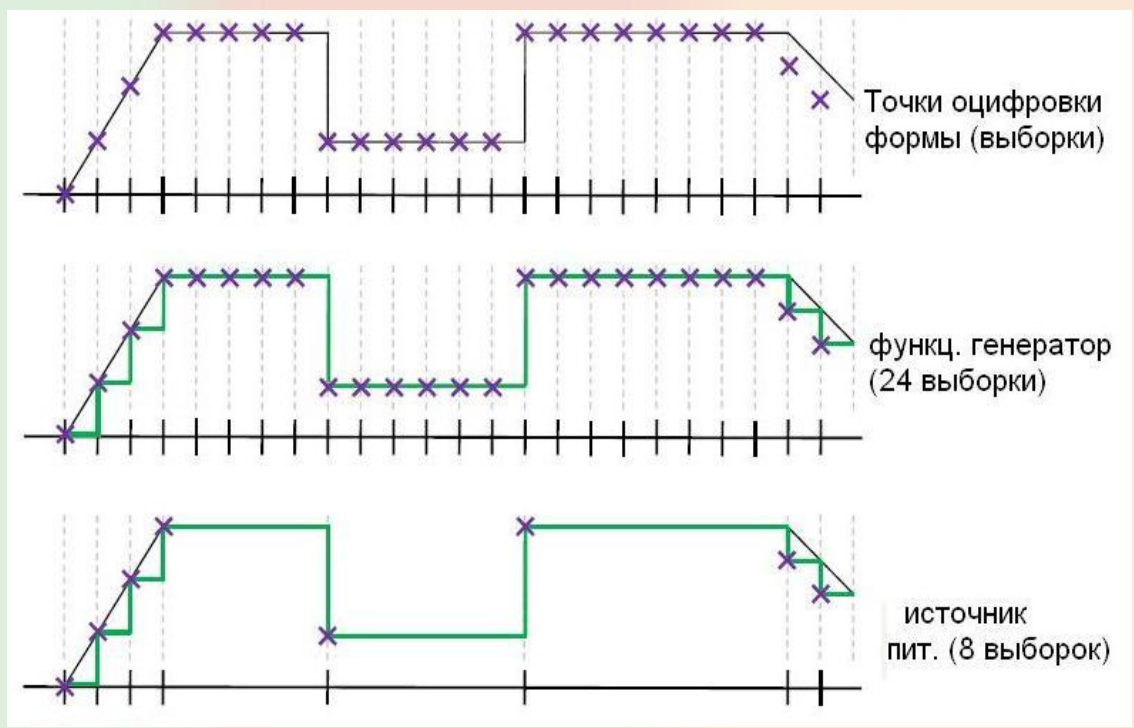 Точки оцифровки
формы (выборки)
функц. генератор
(24 выборки)
источник
пит. (8 выборок)